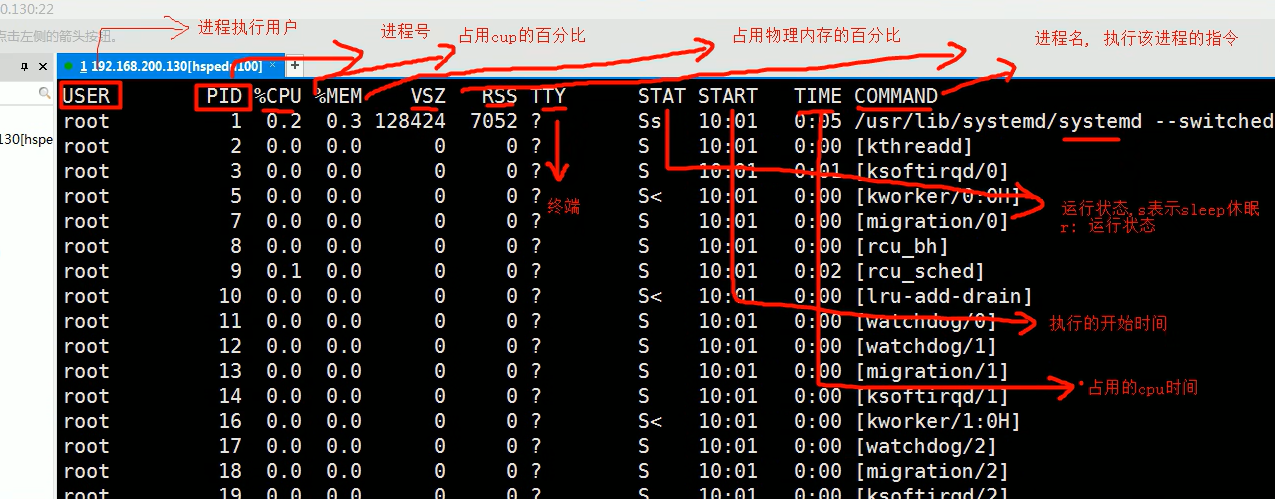 0.130:22
点击左侧的箭头按钮。
进程执行用户
进程号
占用cup的百分比
占用物理内存的百分比
进程名, 执行该进程的指令
1 192.168.200.130[hspedu100] × +
130[hspe
USER PID %CPU %MEM VSZ RSS TTY STAT START TIME COMMAND
root 1 0.2 0.3 128424 7052 ? Ss 10:01 0:05 /usr/lib/systemd/systemd --switched
root 2 0.0 0.0 0 0 ? S 10:01 0:00 [kthreadd]
root 3 0.0 0.0 0 0 ? S 10:01 0:01 [ksoftirqd/0]
root 5 0.0 0.0 0 0 ? S< 10:01 0:00 [kworker/0:0H]
root 7 0.0 0.0 0 0 ? S 10:01 0:00 [migration/0]
root 8 0.0 0.0 0 0 ? S 10:01 0:00 [rcu_bh]
root 9 0.1 0.0 0 0 ? S 10:01 0:02 [rcu_sched]
root 10 0.0 0.0 0 0 ? S< 10:01 0:00 [lru-add-drain]
root 11 0.0 0.0 0 0 ? S 10:01 0:00 [watchdog/0]
root 12 0.0 0.0 0 0 ? S 10:01 0:00 [watchdog/1]
root 13 0.0 0.0 0 0 ? S 10:01 0:00 [migration/1]
root 14 0.0 0.0 0 0 ? S 10:01 0:00 [ksoftirqd/1]
root 16 0.0 0.0 0 0 ? S< 10:01 0:00 [kworker/1:0H]
root 17 0.0 0.0 0 0 ? S 10:01 0:00 [watchdog/2]
root 18 0.0 0.0 0 0 ? S 10:01 0:00 [migration/2]
root 19 0.0 0.0 0 0 ? S 10:01 0:00 [ksoftirqd/2]
终端
运行状态,s表示sleep休眠
r: 运行状态
执行的开始时间
占用的cpu时间